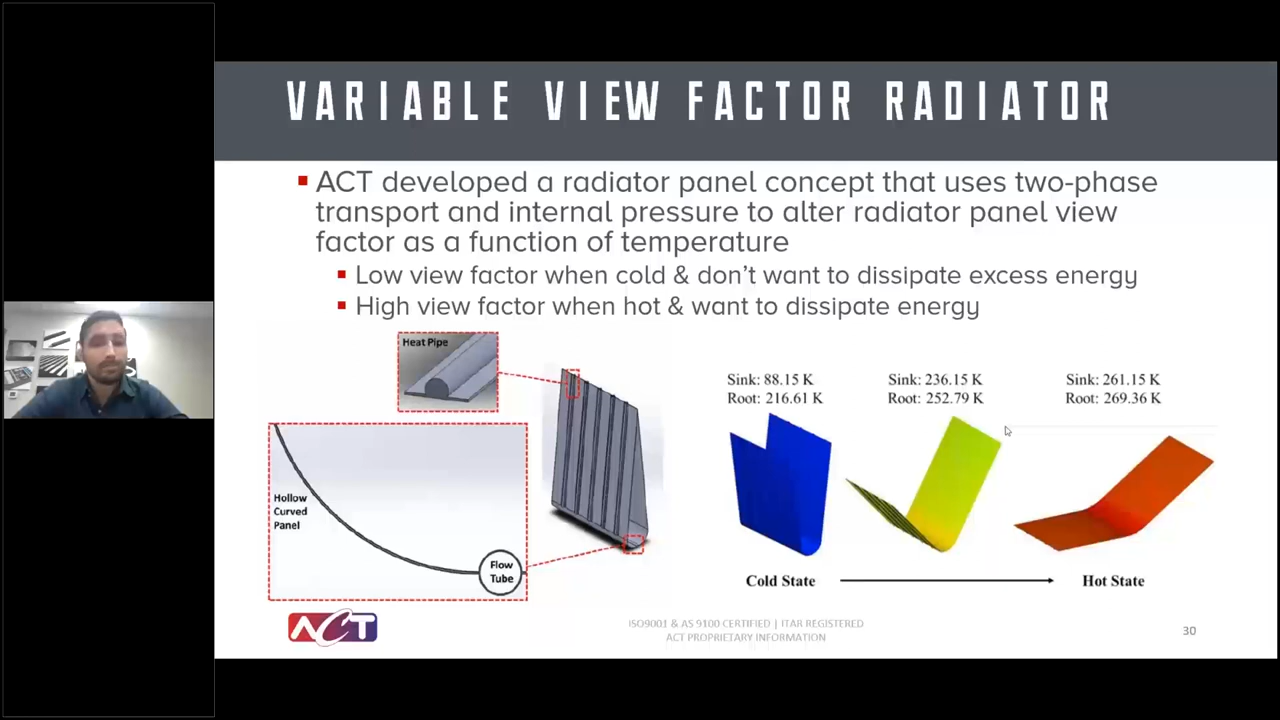 VARIABLE VIEW FACTOR RADIATOR
ACT developed a radiator panel concept that uses two-phase
transport and internal pressure to alter radiator panel view
factor as a function of temperature
Low view factor when cold & don't want to dissipate excess energy
High view factor when hot & want to dissipate energy
Heat Pipe
Hollow
Curved
Panel
Flow
Tube
Sink: 88.15 K
Root: 216.61 K
Sink: 236.15 K
Root: 252.79 K
Sink: 261.15 K
Root: 269.36 K
Cold State
Hot State
ACT
ISO9001 & AS 9100 CERTIFIED | ITAR REGISTERED
ACT PROPRIETARY INFORMATION
30